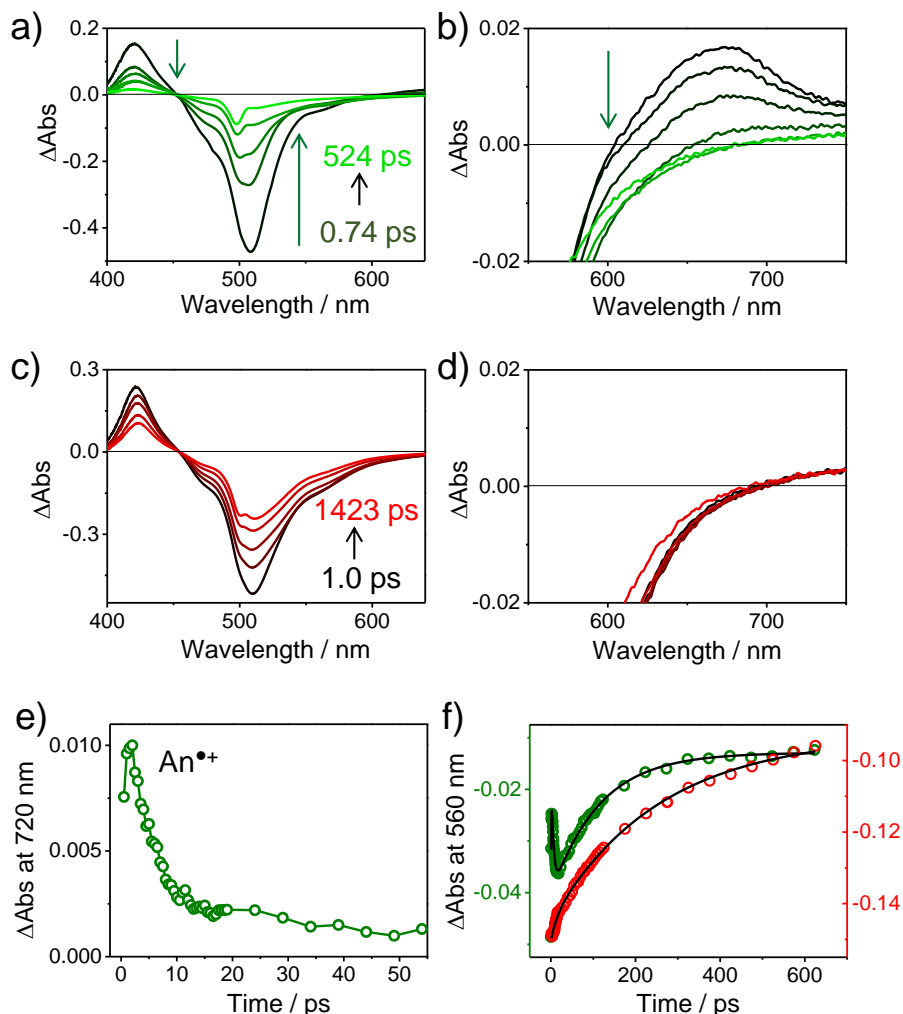 a)
0.2
0.0
-0.2
-0.4
ΔAbs
524 ps
0.74 ps
400 500 600
Wavelength / nm
b)
0.02
0.00
-0.02
ΔAbs
600 700
Wavelength / nm
c)
0.3
0.0
-0.3
ΔAbs
1423 ps
1.0 ps
400 500 600
Wavelength / nm
d)
0.02
0.00
-0.02
ΔAbs
600 700
Wavelength / nm
e)
0.010
0.005
0.000
ΔAbs at 720 nm
An•+
0 10 20 30 40 50
Time / ps
f)
-0.02
-0.04
ΔAbs at 560 nm
-0.10
-0.12
-0.14
0 200 400 600
Time / ps